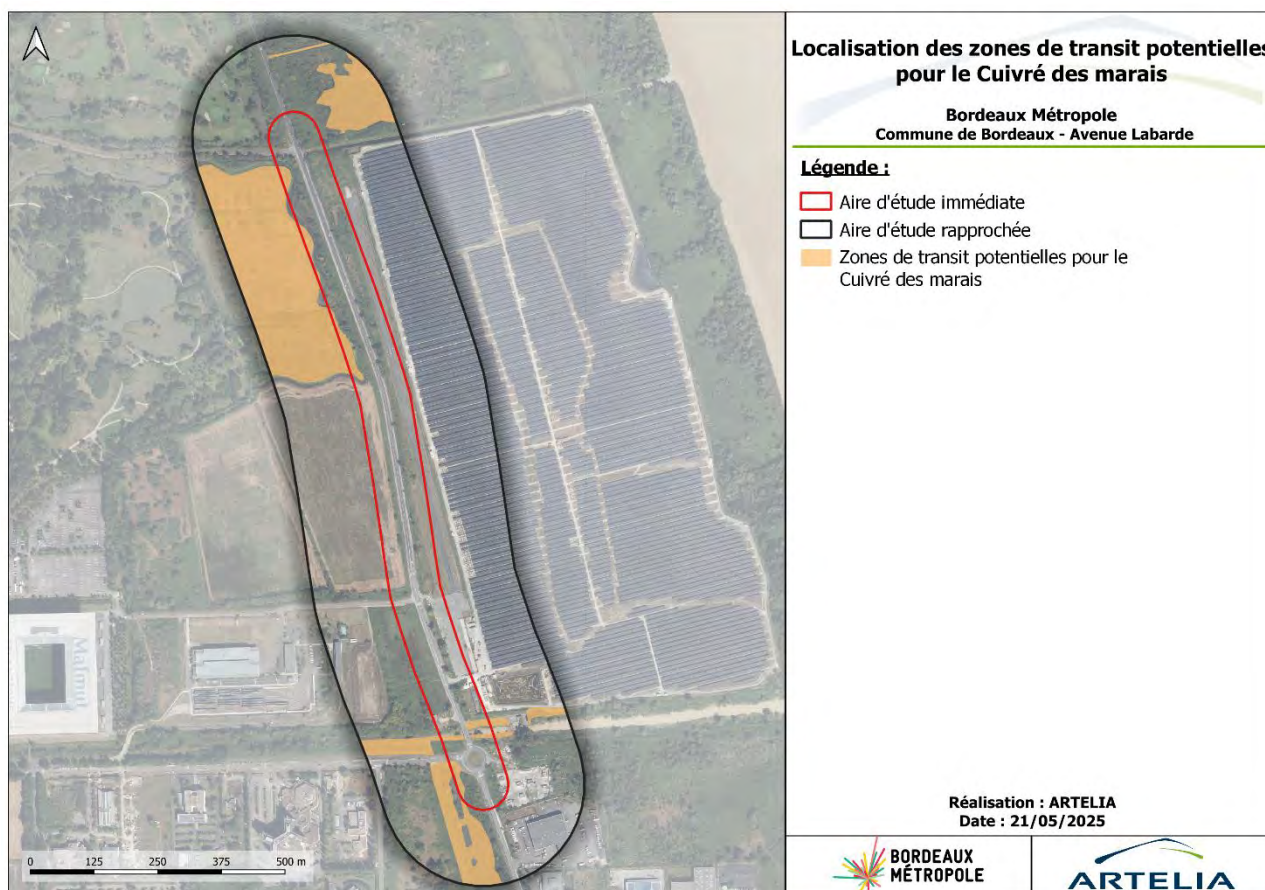 Localisation des zones de transit potentielles
pour le Cuivré des marais
Bordeaux Métropole
Commune de Bordeaux - Avenue Labarde
Légende :
Aire d'étude immédiate
Aire d'étude rapprochée
Zones de transit potentielles pour le
Cuivré des marais
Matmut
0 125 250 375 500 m
Réalisation : ARTELIA
Date : 21/05/2025
BORDEAUX
MÉTROPOLE
ARTELIA